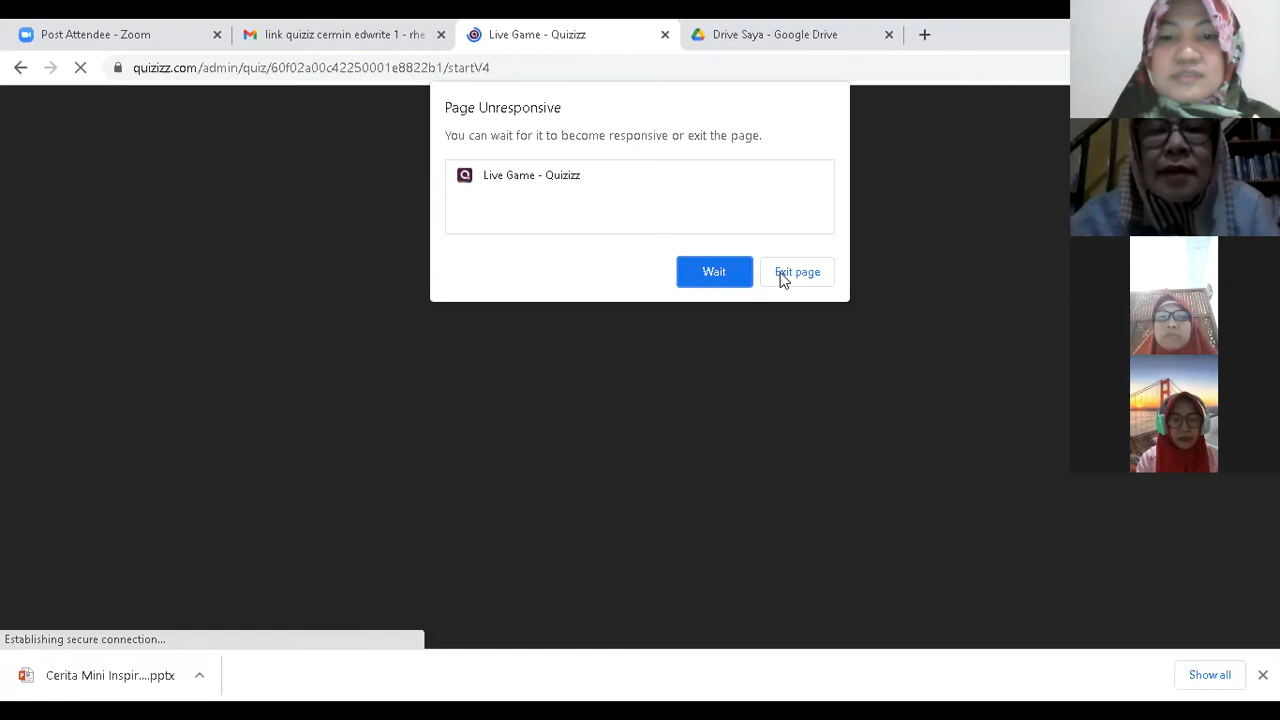 Post Attendee - Zoom
link quiziz cermin edwrite 1 - rhe
Live Game - Quizizz
Drive Saya - Google Drive
quizizz.com/admin/quiz/60f02a00c42250001e8822b1/startV4
Page Unresponsive
You can wait for it to become responsive or exit the page.
Live Game - Quizizz
Wait
Exit page
Establishing secure connection...
Cerita Mini Inspir....pptx
Show all